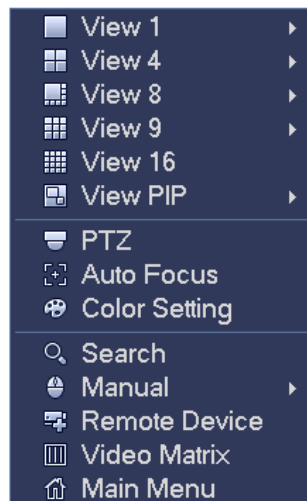 View 1
View 4
View 8
View 9
View 16
View PIP
PTZ
Auto Focus
Color Setting
Search
Manual
Remote Device
Video Matrix
Main Menu